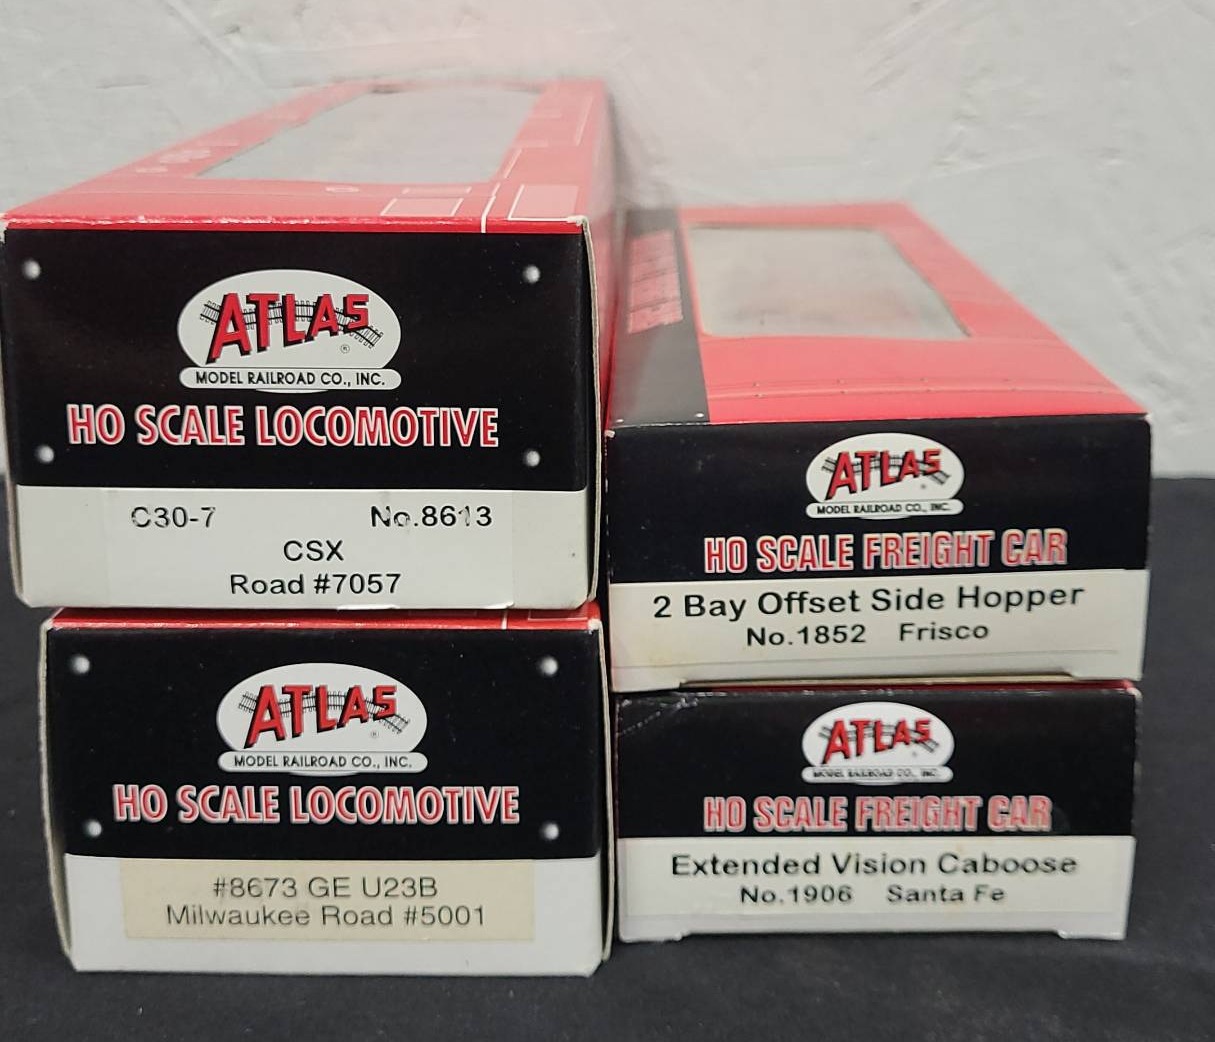 ATLAS
®
MODEL RAILROAD CO., INC.
HO SCALE LOCOMOTIVE
C30-7 No.8613
CSX
Road #7057
ATLAS
®
MODEL RAILROAD CO., INC.
HO SCALE LOCOMOTIVE
#8673 GE U23B
Milwaukee Road #5001
ATLAS
MODEL RAILROAD CO., INC.
HO SCALE FREIGHT CAR
2 Bay Offset Side Hopper
No.1852 Frisco
ATLAS
MODEL RAILROAD CO., INC.
HO SCALE FREIGHT CAR
Extended Vision Caboose
No.1906 Santa Fe